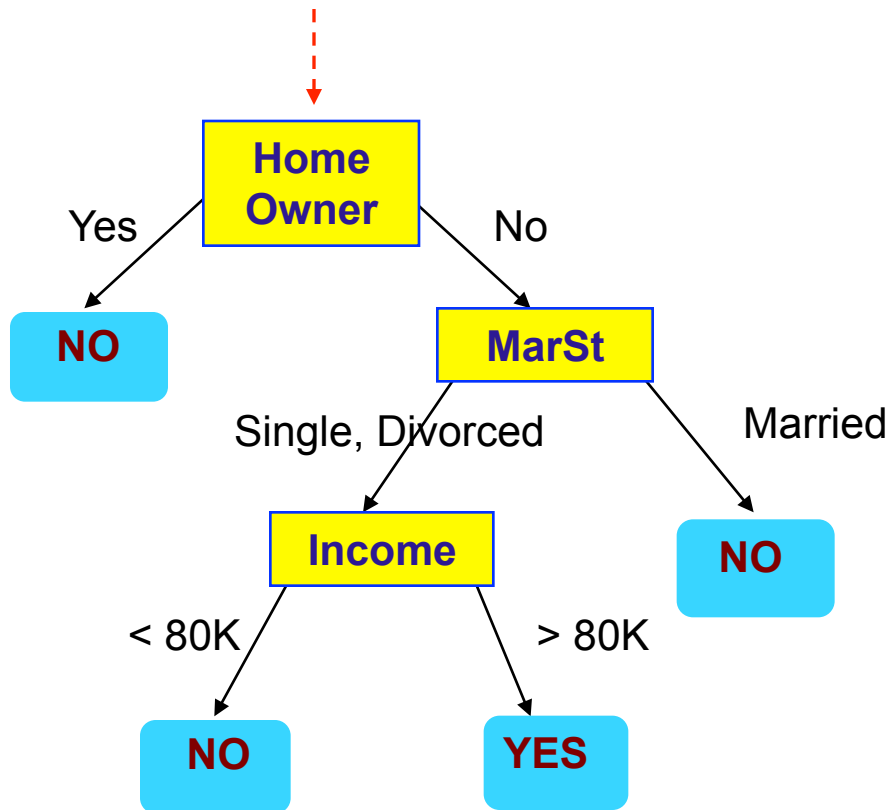 Home
Owner
Yes
No
NO
MarSt
Single, Divorced
Married
Income
NO
< 80K
> 80K
NO
YES